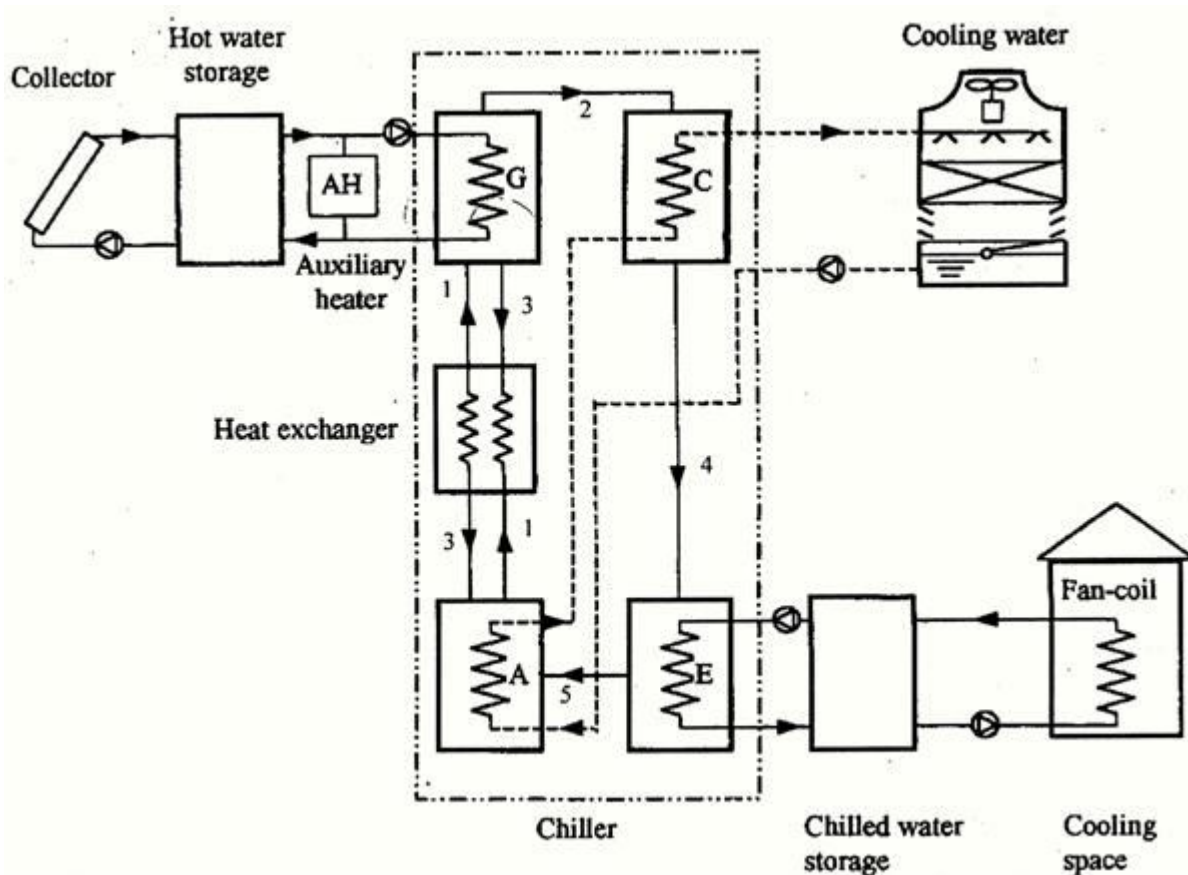 Hot water
storage
Cooling water
Collector
2
G
C
AH
Auxiliary
heater
1
3
Heat exchanger
4
3
1
Fan-coil
A
5
E
Chiller
Chilled water
storage
Cooling
space